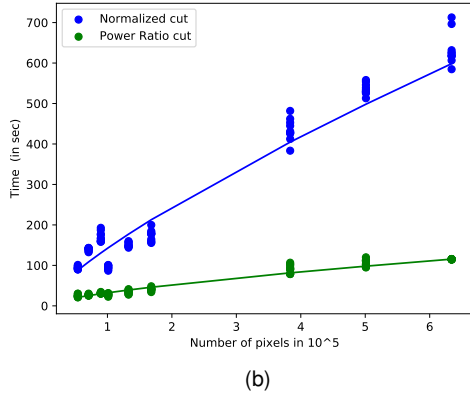 Normalized cut
Power Ratio cut
700
600
500
400
300
200
100
0
Time (in sec)
1 2 3 4 5 6
Number of pixels in 10^5
(b)